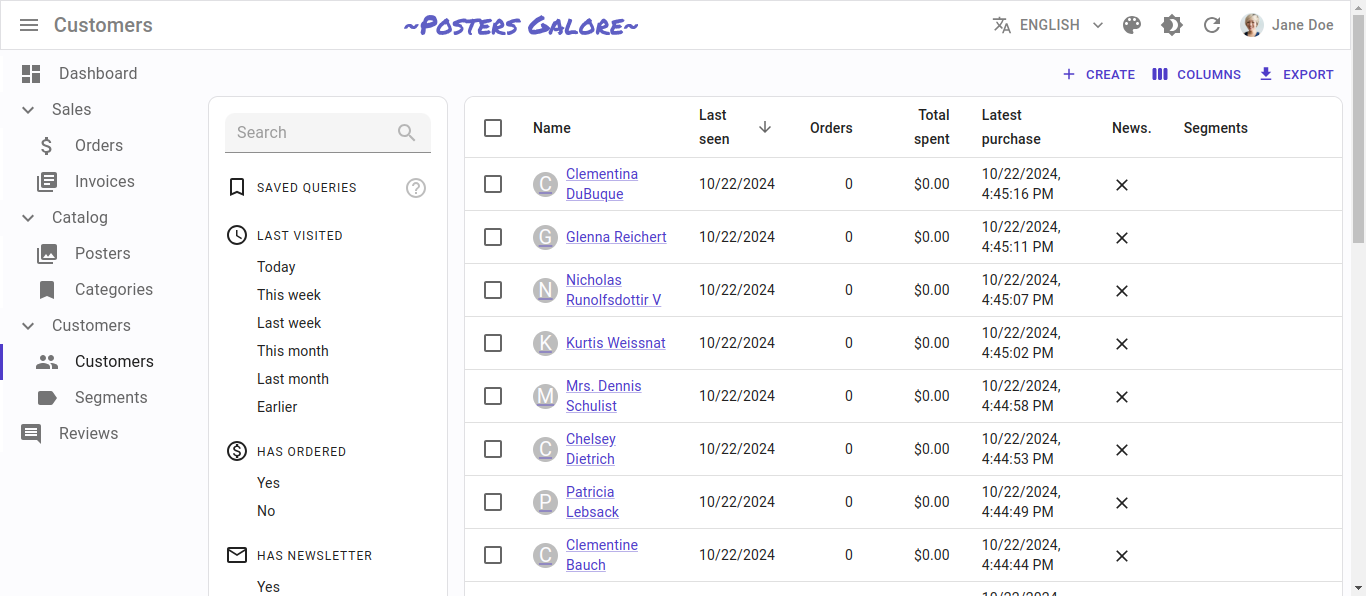 Customers
~Posters Galore~
ENGLISH
Jane Doe
Dashboard
Sales
Orders
Invoices
Catalog
Posters
Categories
Customers
Customers
Segments
Reviews
CREATE
COLUMNS
EXPORT
Search
SAVED QUERIES
LAST VISITED
Today
This week
Last week
This month
Last month
Earlier
HAS ORDERED
Yes
No
HAS NEWSLETTER
Yes
Name
Last seen
Orders
Total spent
Latest purchase
News.
Segments
C Clementina DuBuque 10/22/2024 0 $0.00 10/22/2024, 4:45:16 PM
G Glenna Reichert 10/22/2024 0 $0.00 10/22/2024, 4:45:11 PM
N Nicholas Runolfsdottir V 10/22/2024 0 $0.00 10/22/2024, 4:45:07 PM
K Kurtis Weissnat 10/22/2024 0 $0.00 10/22/2024, 4:45:02 PM
M Mrs. Dennis Schulist 10/22/2024 0 $0.00 10/22/2024, 4:44:58 PM
C Chelsey Dietrich 10/22/2024 0 $0.00 10/22/2024, 4:44:53 PM
P Patricia Lebsack 10/22/2024 0 $0.00 10/22/2024, 4:44:49 PM
C Clementine Bauch 10/22/2024 0 $0.00 10/22/2024, 4:44:44 PM